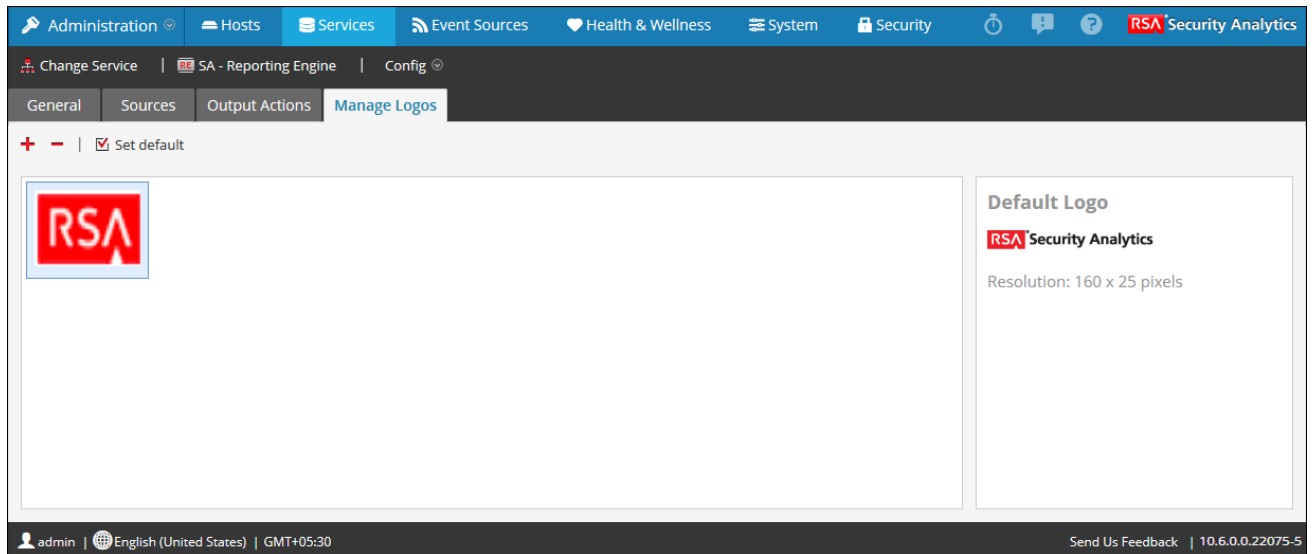 Administration Hosts Services Event Sources Health & Wellness System Security RSA Security Analytics
Change Service | RE SA - Reporting Engine | Config
General Sources Output Actions Manage Logos
+ - | Set default
RSA
Default Logo
RSA Security Analytics
Resolution: 160 x 25 pixels
admin | English (United States) | GMT+05:30 Send Us Feedback | 10.6.0.0.22075-5